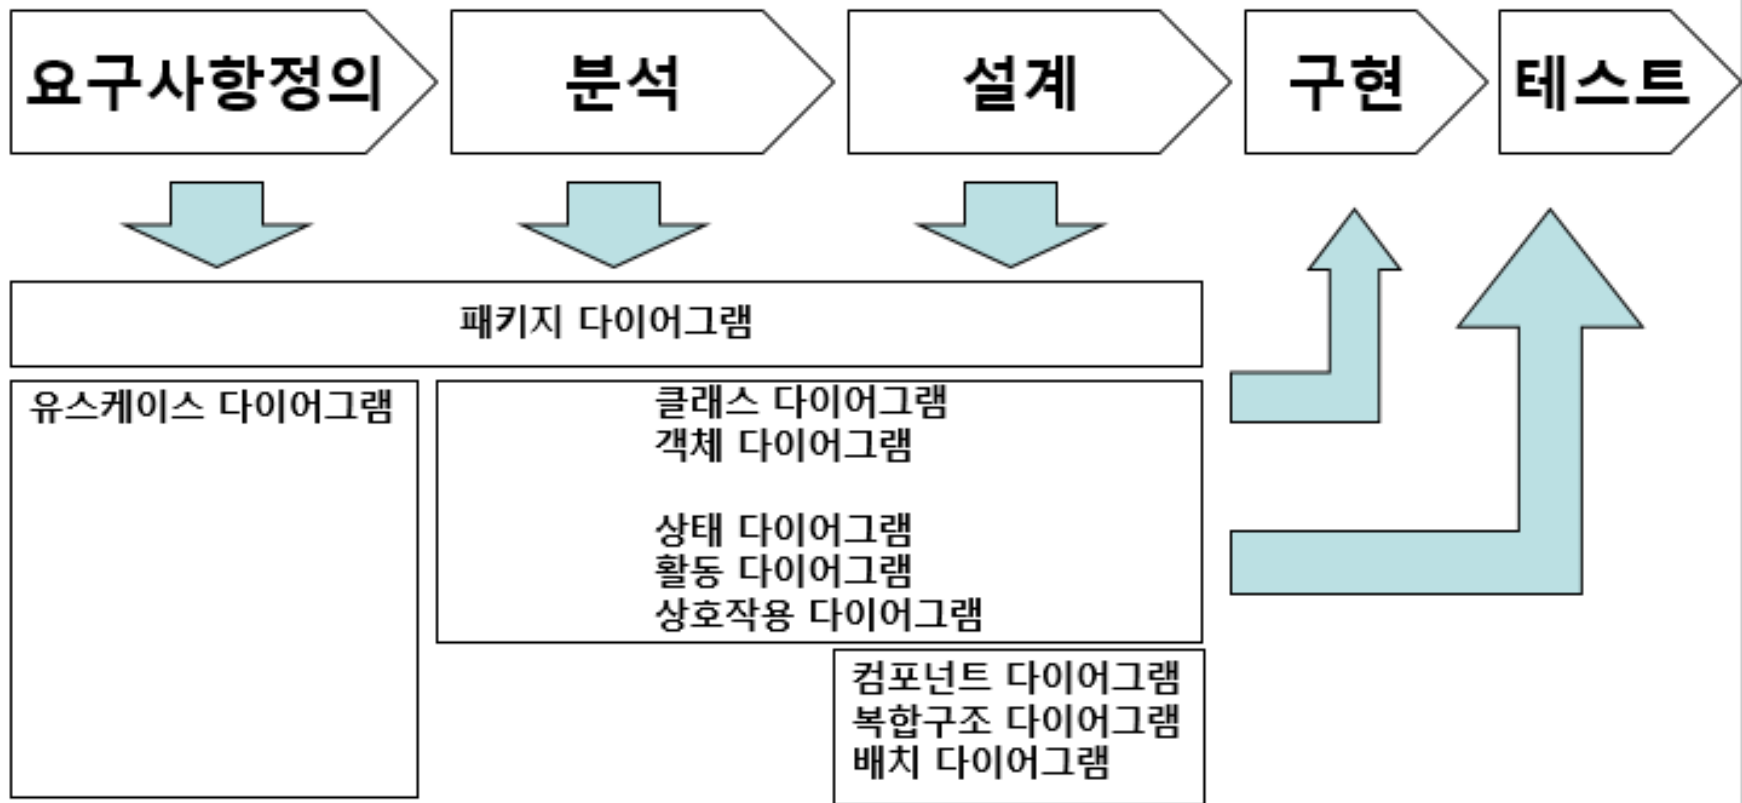 요구사항정의
분석
설계
구현
테스트
패키지 다이어그램
유스케이스 다이어그램
클래스 다이어그램
객체 다이어그램
상태 다이어그램
활동 다이어그램
상호작용 다이어그램
컴포넌트 다이어그램
복합구조 다이어그램
배치 다이어그램